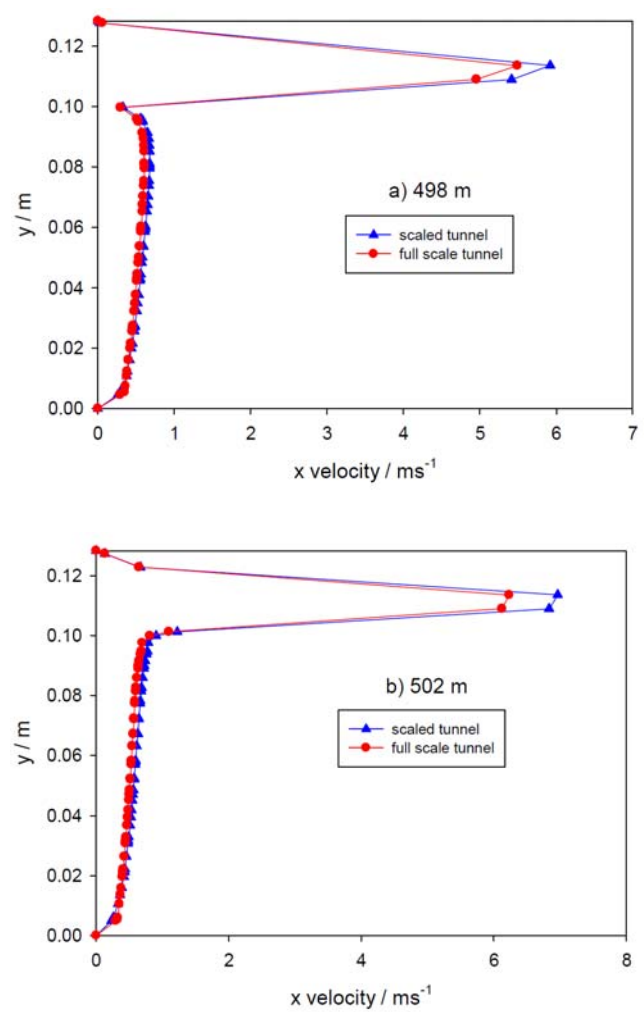 0.12
0.10
0.08
0.06
0.04
0.02
0.00
y / m
a) 498 m
scaled tunnel
full scale tunnel
0 1 2 3 4 5 6 7
x velocity / ms-1
0.12
0.10
0.08
0.06
0.04
0.02
0.00
y / m
b) 502 m
scaled tunnel
full scale tunnel
0 2 4 6 8
x velocity / ms-1